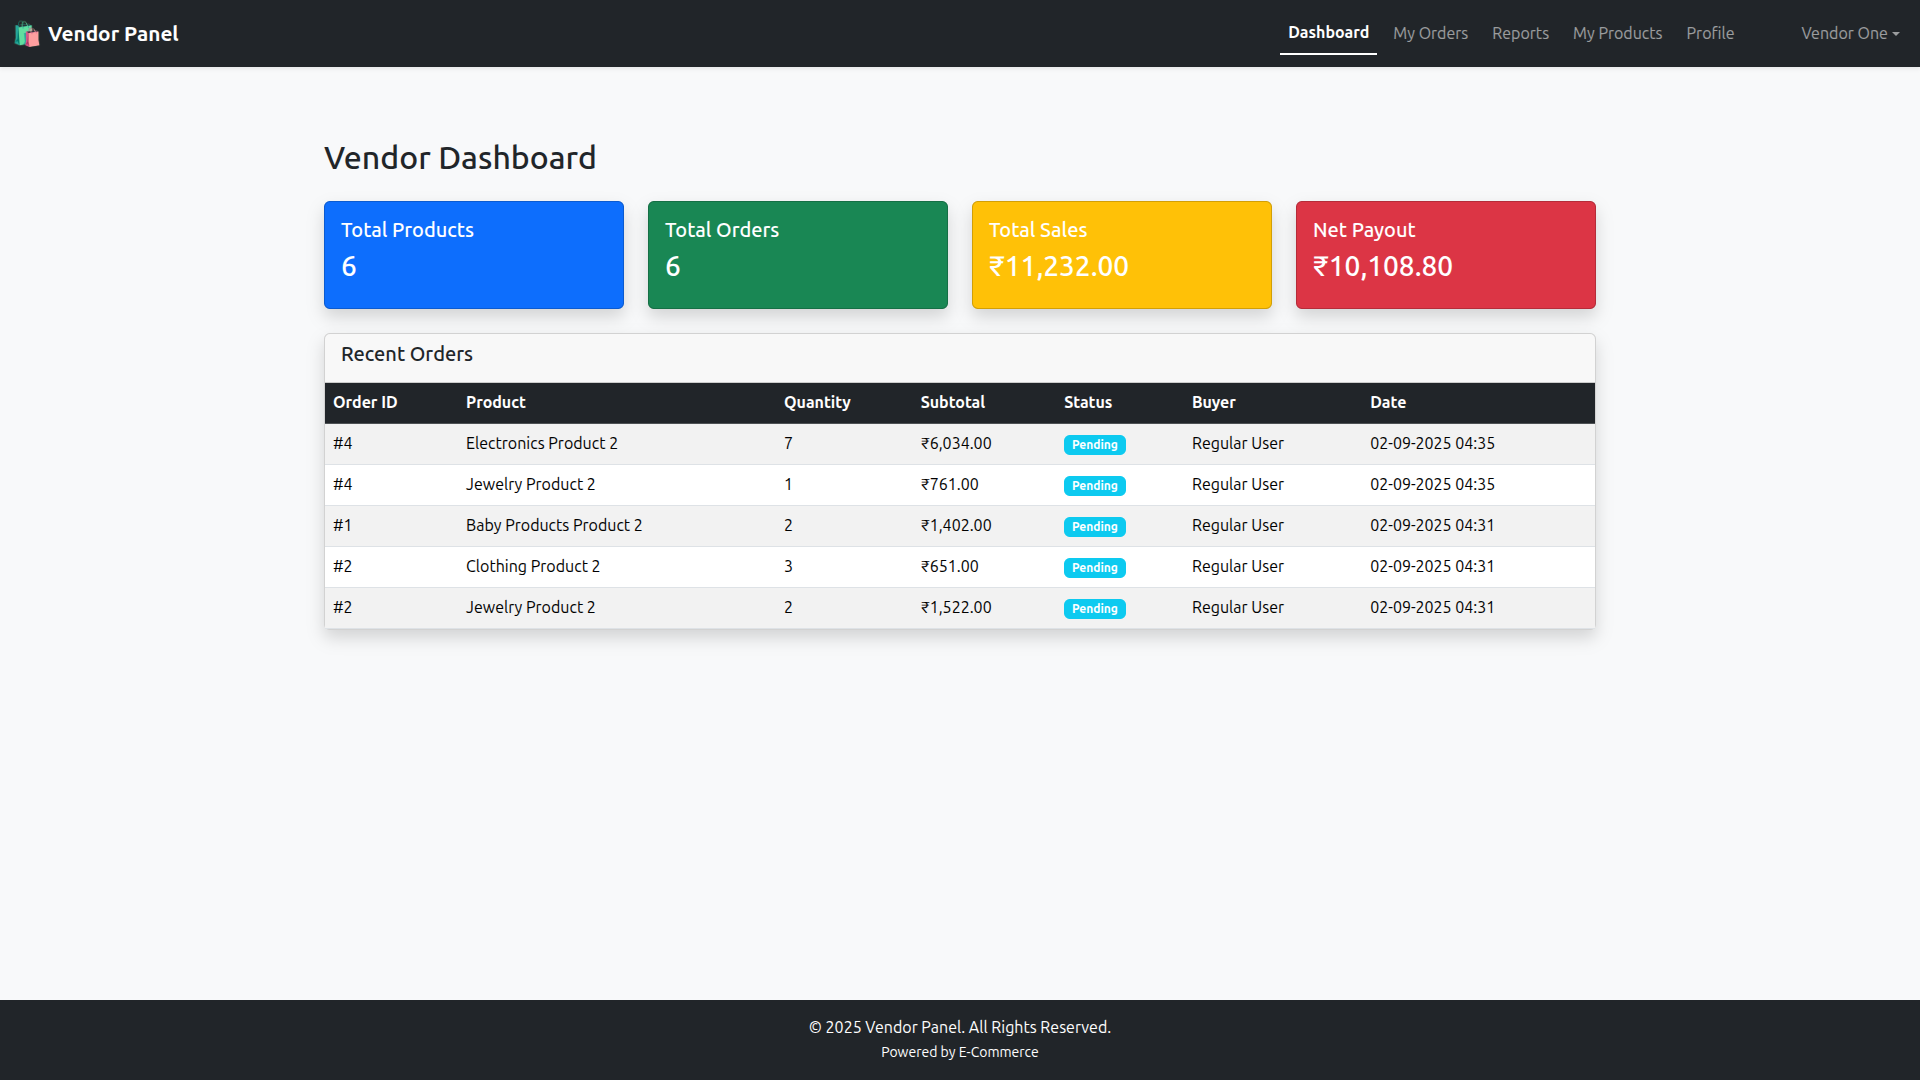 Vendor Panel
Dashboard My Orders Reports My Products Profile Vendor One
Vendor Dashboard
Total Products
6
Total Orders
6
Total Sales
₹11,232.00
Net Payout
₹10,108.80
Recent Orders
Order ID Product Quantity Subtotal Status Buyer Date
#4 Electronics Product 2 7 ₹6,034.00 Pending Regular User 02-09-2025 04:35
#4 Jewelry Product 2 1 ₹761.00 Pending Regular User 02-09-2025 04:35
#1 Baby Products Product 2 2 ₹1,402.00 Pending Regular User 02-09-2025 04:31
#2 Clothing Product 2 3 ₹651.00 Pending Regular User 02-09-2025 04:31
#2 Jewelry Product 2 2 ₹1,522.00 Pending Regular User 02-09-2025 04:31
© 2025 Vendor Panel. All Rights Reserved.
Powered by E-Commerce